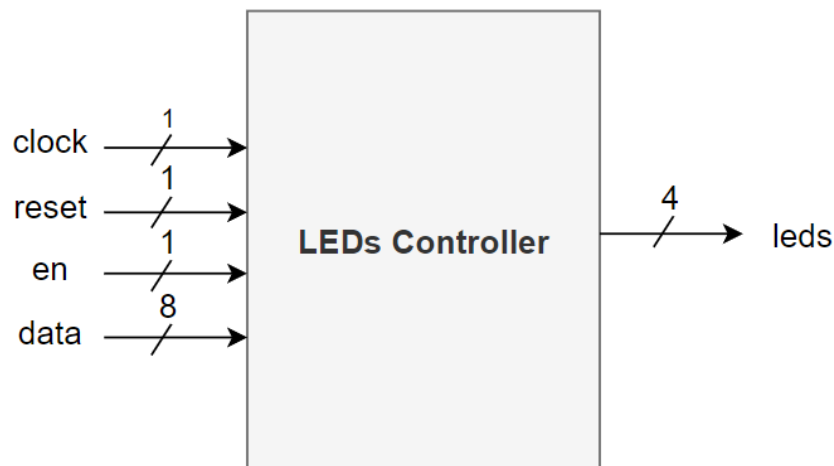 clock
1
reset
1
en
1
data
8
LEDs Controller
4
leds